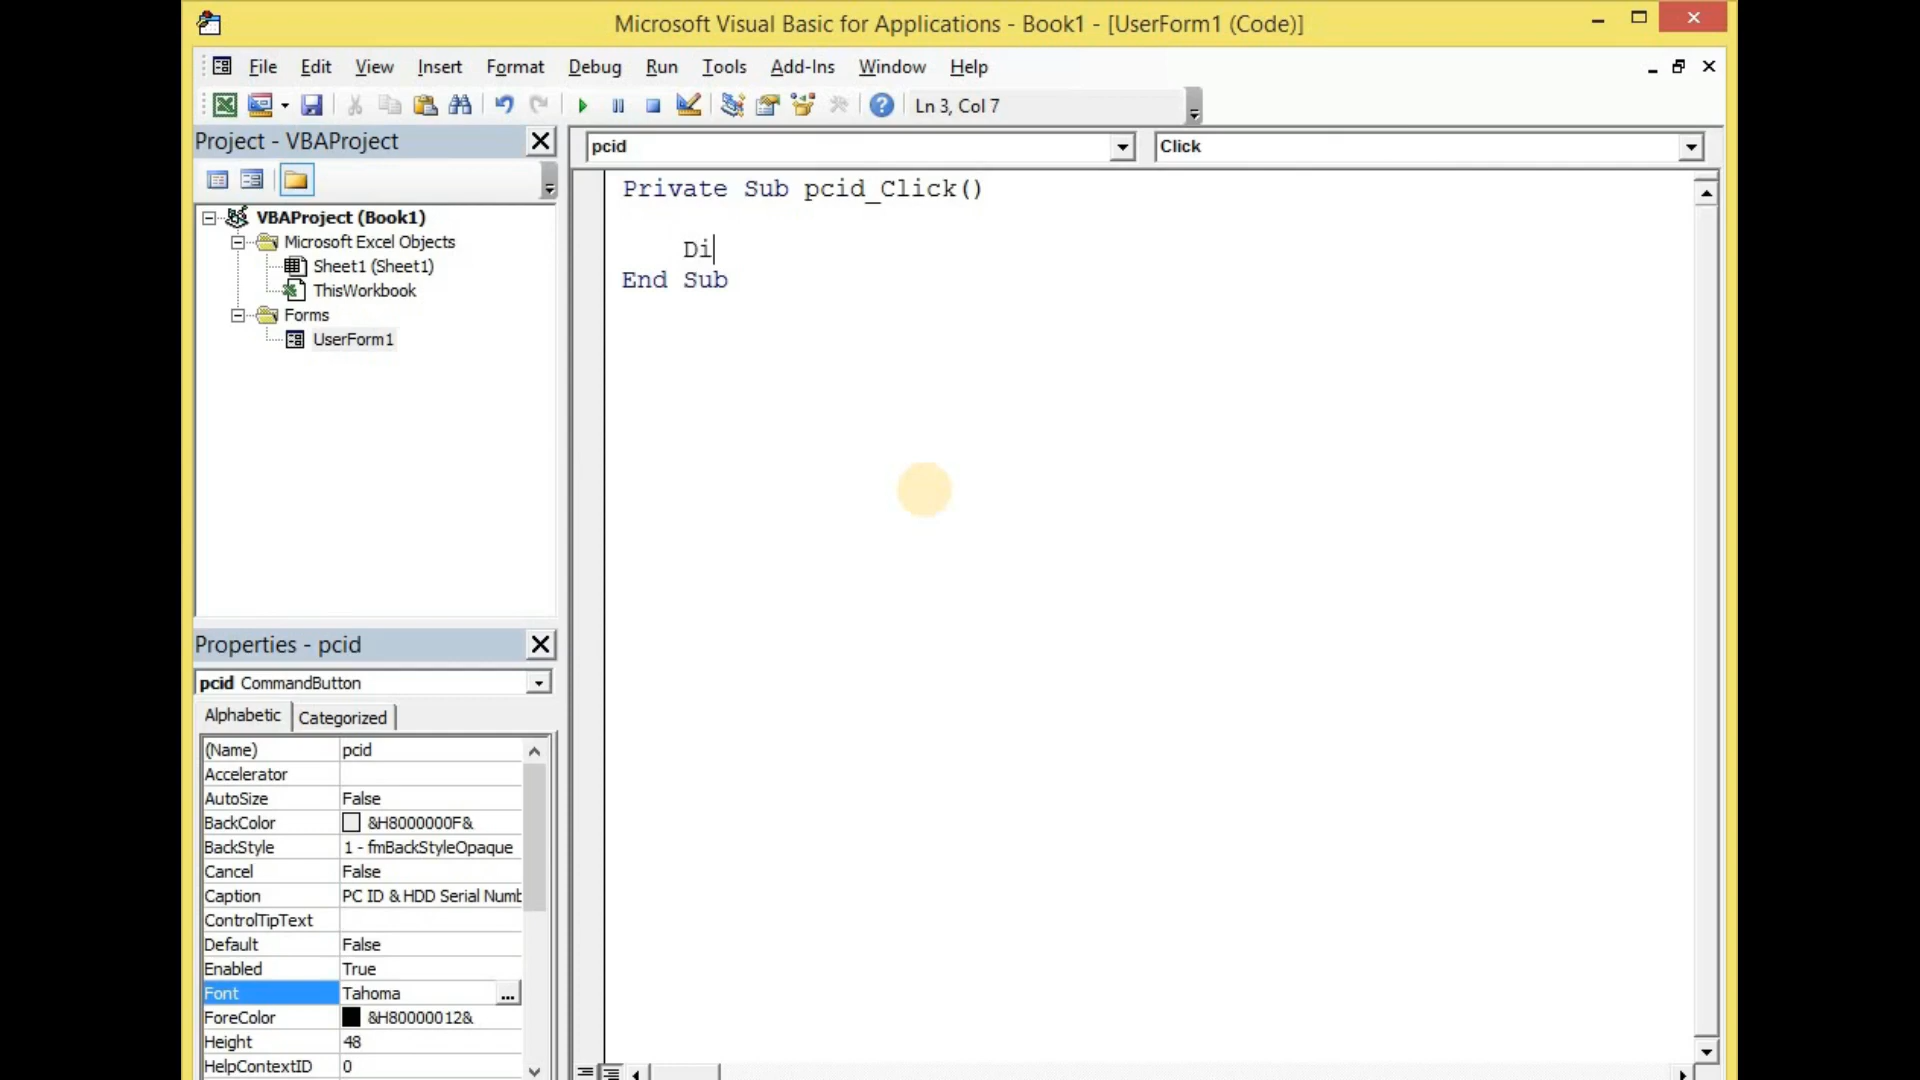 Microsoft Visual Basic for Applications - Book1 - [UserForm1 (Code)]
File Edit View Insert Format Debug Run Tools Add-Ins Window Help
Ln 3, Col 7
Project - VBAProject
pcid
Click
VBAProject (Book1)
Microsoft Excel Objects
Sheet1 (Sheet1)
ThisWorkbook
Forms
UserForm1
Private Sub pcid_Click()
Di
End Sub
Properties - pcid
pcid CommandButton
Alphabetic Categorized
(Name) pcid
Accelerator
AutoSize False
BackColor &H8000000F&
BackStyle 1 - fmBackStyleOpaque
Cancel False
Caption PC ID & HDD Serial Numb
ControlTipText
Default False
Enabled True
Font Tahoma ...
ForeColor &H80000012&
Height 48
HelpContextID 0